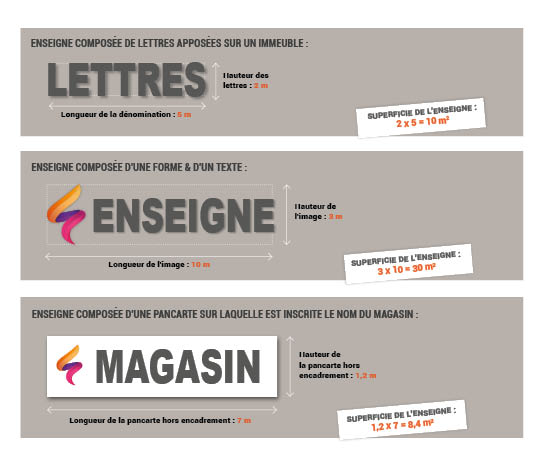 ENSEIGNE COMPOSÉE DE LETTRES APPOSÉES SUR UN IMMEUBLE :
LETTRES
Hauteur des
lettres : 2 m
Longueur de la dénomination : 5 m
SUPERFICIE DE L'ENSEIGNE :
2 x 5 = 10 m²
ENSEIGNE COMPOSÉE D'UNE FORME & D'UN TEXTE :
ENSEIGNE
Hauteur de
l'image : 3 m
Longueur de l'image : 10 m
SUPERFICIE DE L'ENSEIGNE :
3 x 10 = 30 m²
ENSEIGNE COMPOSÉE D'UNE PANCARTE SUR LAQUELLE EST INSCRITE LE NOM DU MAGASIN :
MAGASIN
Hauteur de
la pancarte hors
encadrement : 1,2 m
Longueur de la pancarte hors encadrement : 7 m
SUPERFICIE DE L'ENSEIGNE :
1,2 x 7 = 8,4 m²